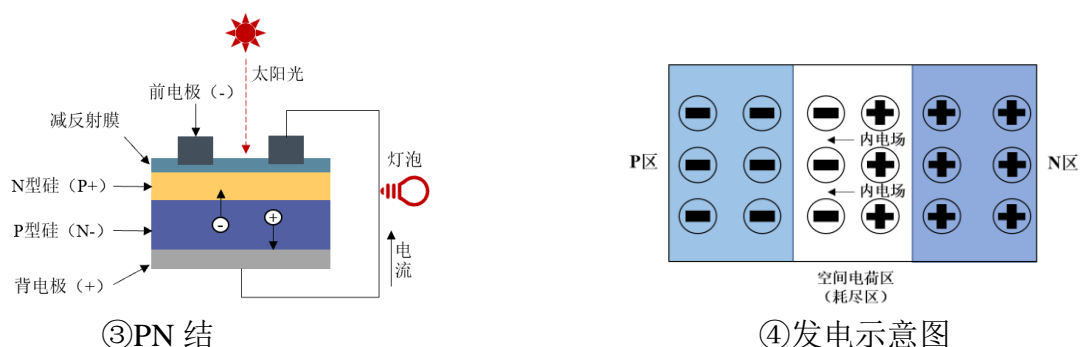 太阳光
前电极(-)
减反射膜
N型硅（P+）
P型硅（N-）
背电极（+）
灯泡
电流
③PN 结
P区
内电场
内电场
N区
空间电荷区
（耗尽区）
④发电示意图